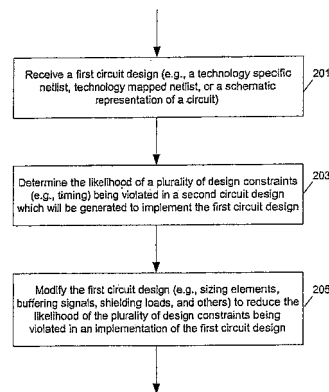 Receive a first circuit design (e.g., a technology specific
netlist, technology mapped netlist, or a schematic
representation of a circuit)
201
Determine the likelihood of a plurality of design constraints
(e.g., timing) being violated in a second circuit design
which will be generated to implement the first circuit design
203
Modify the first circuit design (e.g., sizing elements,
buffering signals, shielding loads, and others) to reduce the
likelihood of the plurality of design constraints being
violated in an implementation of the first circuit design
205